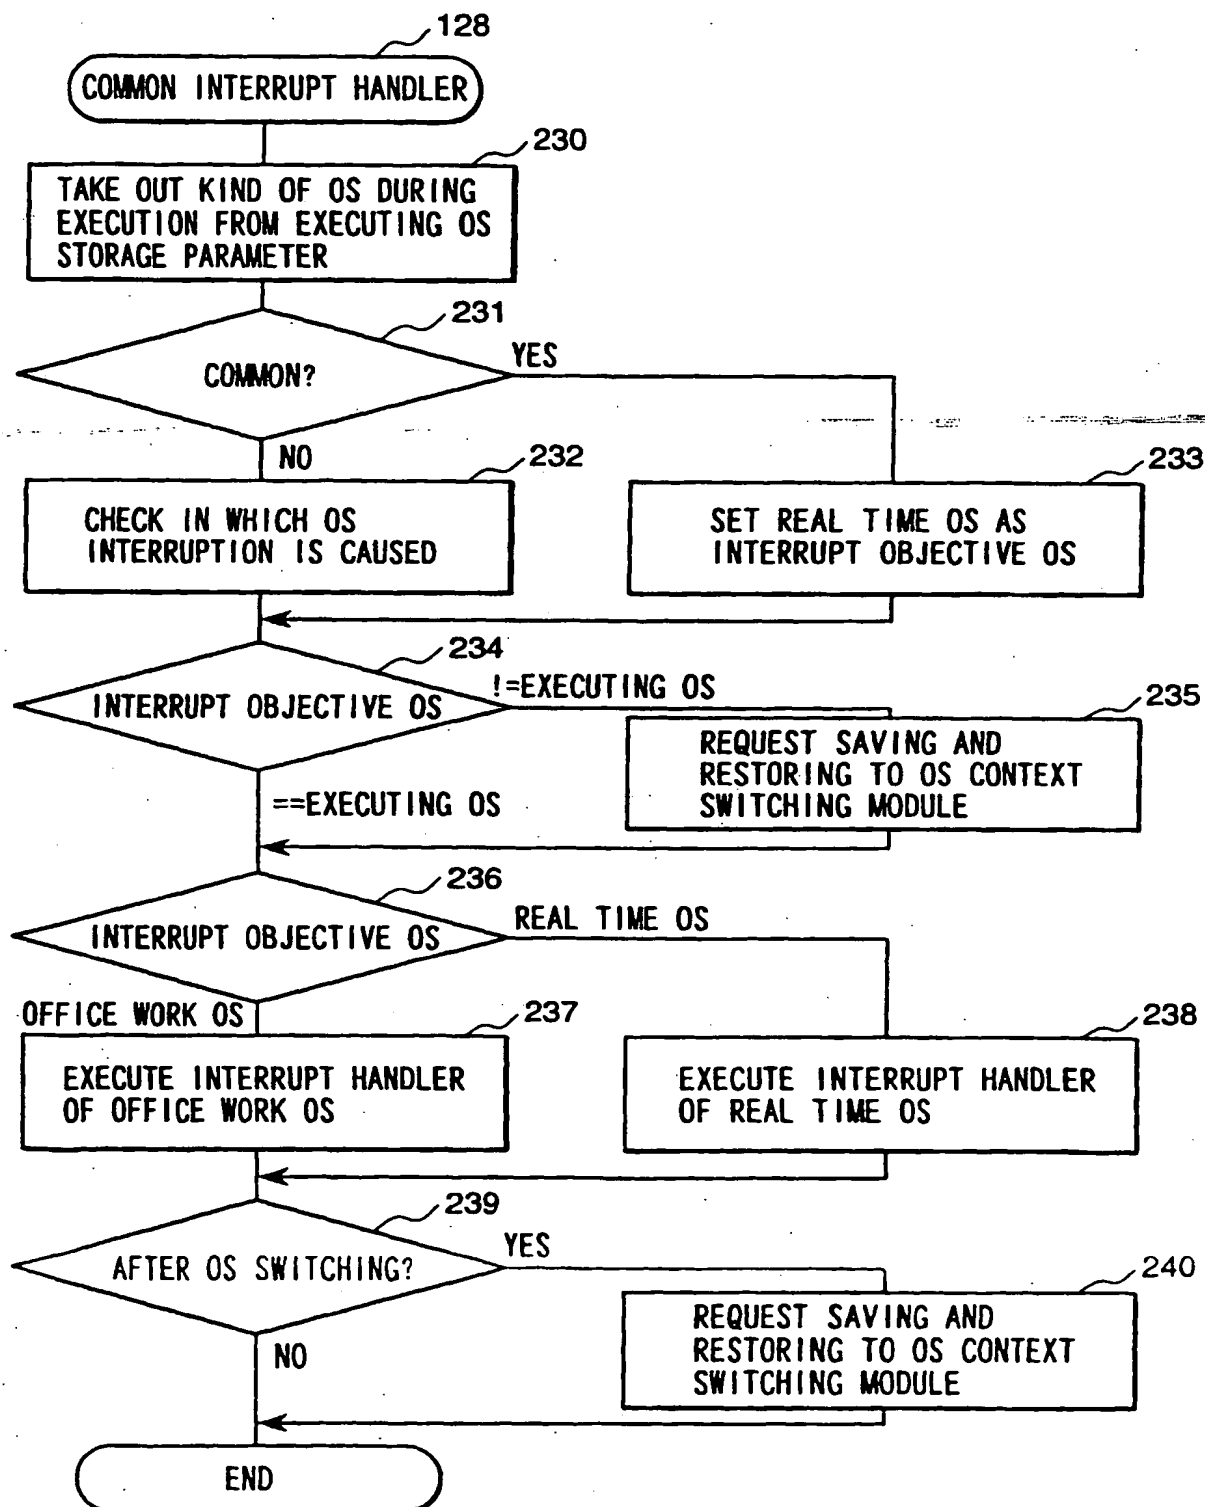 128
COMMON INTERRUPT HANDLER
230
TAKE OUT KIND OF OS DURING
EXECUTION FROM EXECUTING OS
STORAGE PARAMETER
231
COMMON?
YES
NO
232
CHECK IN WHICH OS
INTERRUPTION IS CAUSED
233
SET REAL TIME OS AS
INTERRUPT OBJECTIVE OS
234
INTERRUPT OBJECTIVE OS
!=EXECUTING OS
==EXECUTING OS
235
REQUEST SAVING AND
RESTORING TO OS CONTEXT
SWITCHING MODULE
236
INTERRUPT OBJECTIVE OS
REAL TIME OS
OFFICE WORK OS
237
EXECUTE INTERRUPT HANDLER
OF OFFICE WORK OS
238
EXECUTE INTERRUPT HANDLER
OF REAL TIME OS
239
AFTER OS SWITCHING?
YES
NO
240
REQUEST SAVING AND
RESTORING TO OS CONTEXT
SWITCHING MODULE
END